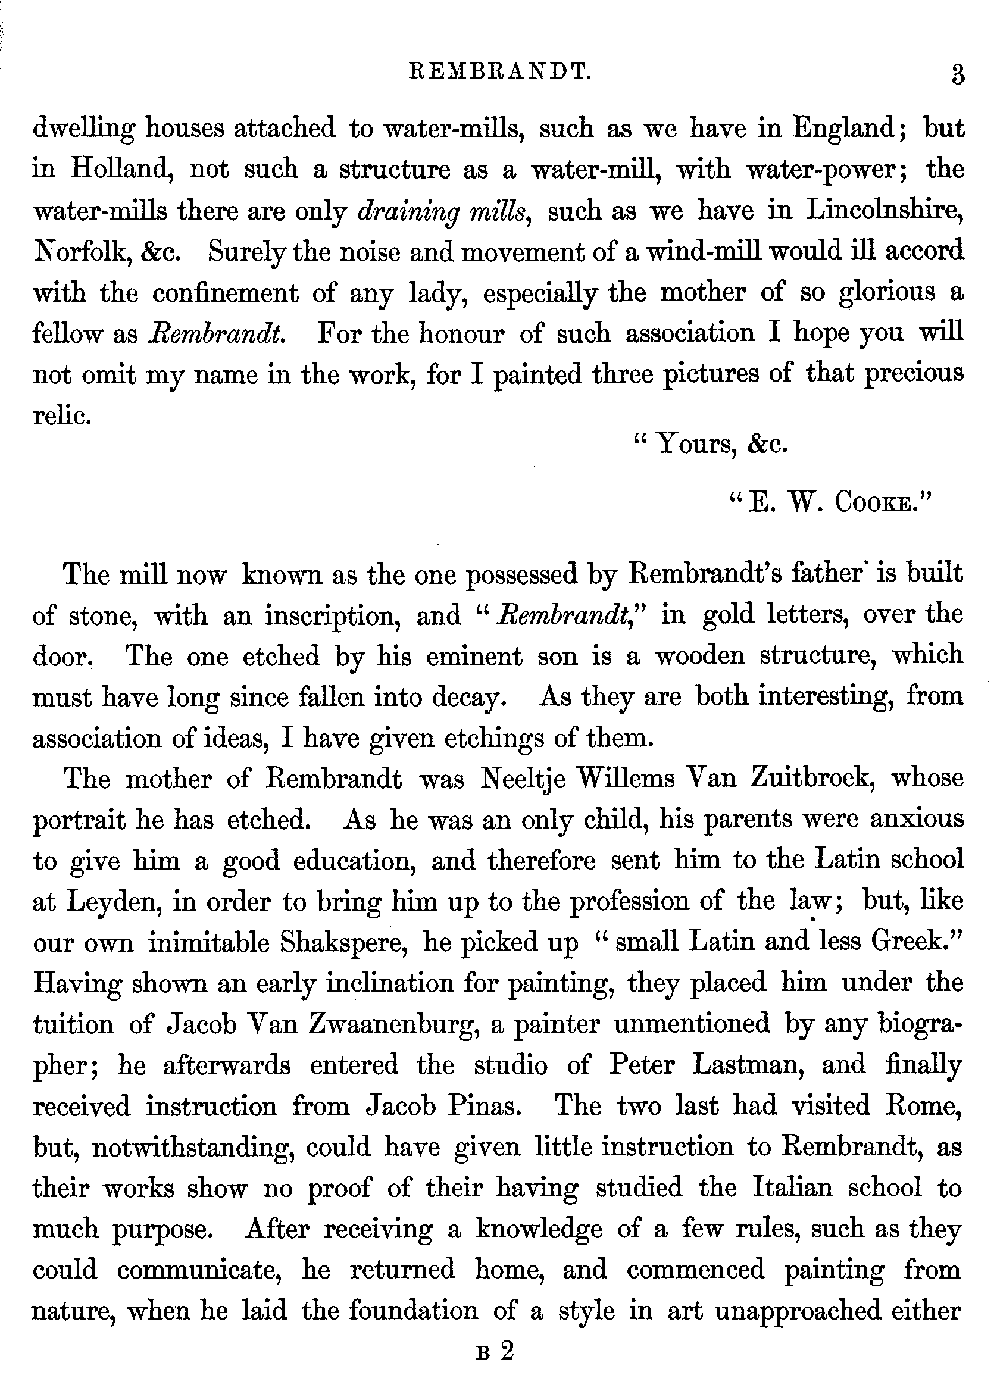 REMBRANDT. 3
dwelling houses attached to water-mills, such as we have in England; but
in Holland, not such a structure as a water-mill, with water-power; the
water-mills there are only draining mills, such as we have in Lincolnshire,
Norfolk, &c. Surely the noise and movement of a wind-mill would ill accord
with the confinement of any lady, especially the mother of so glorious a
fellow as Rembrandt. For the honour of such association I hope you will
not omit my name in the work, for I painted three pictures of that precious
relic.
“ Yours, &c.
“ E. W. COOKE.”
The mill now known as the one possessed by Rembrandt’s father is built
of stone, with an inscription, and “ Rembrandt,” in gold letters, over the
door. The one etched by his eminent son is a wooden structure, which
must have long since fallen into decay. As they are both interesting, from
association of ideas, I have given etchings of them.
The mother of Rembrandt was Neeltje Willems Van Zuitbroek, whose
portrait he has etched. As he was an only child, his parents were anxious
to give him a good education, and therefore sent him to the Latin school
at Leyden, in order to bring him up to the profession of the law; but, like
our own inimitable Shakspere, he picked up “ small Latin and less Greek.”
Having shown an early inclination for painting, they placed him under the
tuition of Jacob Van Zwaanenburg, a painter unmentioned by any biogra-
pher; he afterwards entered the studio of Peter Lastman, and finally
received instruction from Jacob Pinas. The two last had visited Rome,
but, notwithstanding, could have given little instruction to Rembrandt, as
their works show no proof of their having studied the Italian school to
much purpose. After receiving a knowledge of a few rules, such as they
could communicate, he returned home, and commenced painting from
nature, when he laid the foundation of a style in art unapproached either
B 2